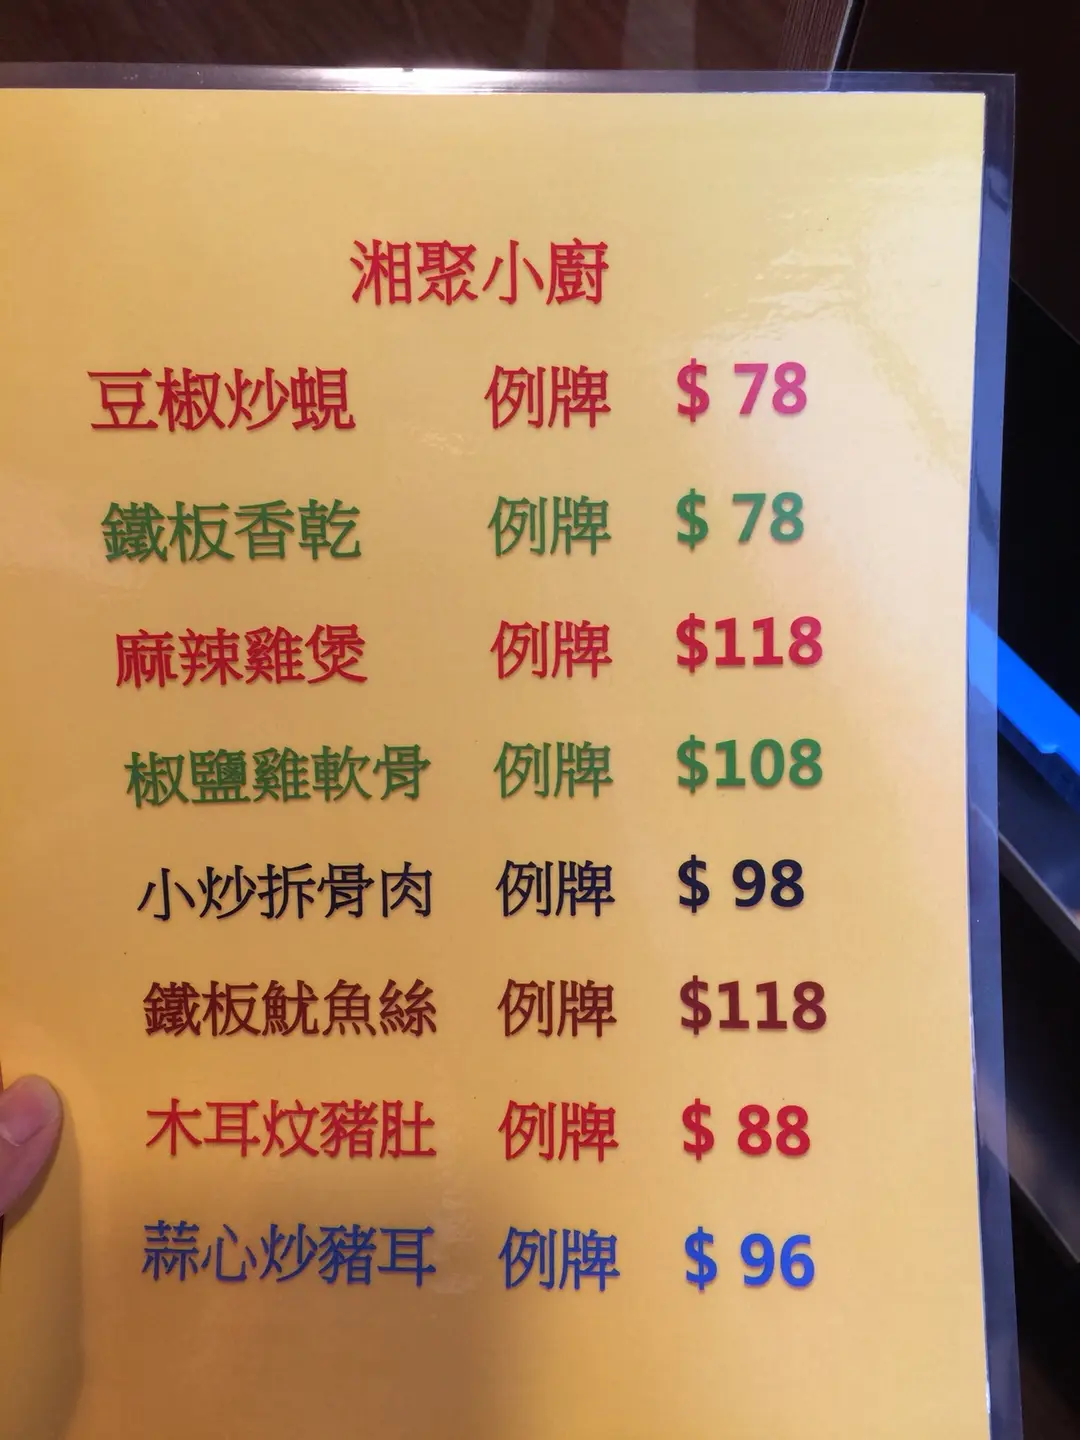 湘聚小廚
豆椒炒蜆 例牌 $ 78
鐵板香乾 例牌 $ 78
麻辣雞煲 例牌 $118
椒鹽雞軟骨 例牌 $108
小炒拆骨肉 例牌 $ 98
鐵板魷魚絲 例牌 $118
木耳炆豬肚 例牌 $ 88
蒜心炒豬耳 例牌 $ 96